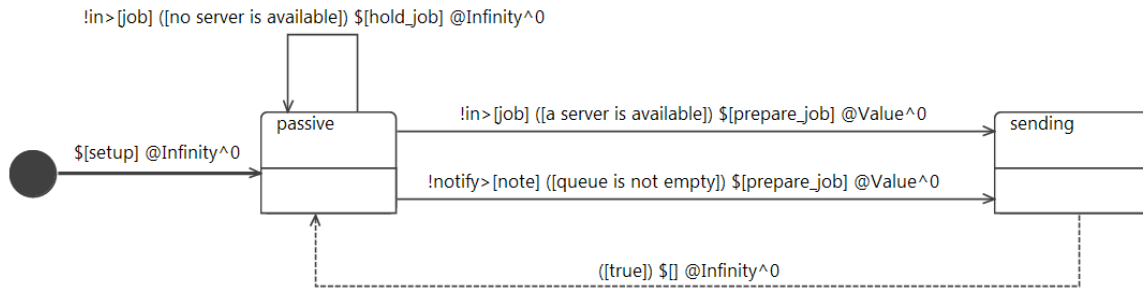 !in>[job] ([no server is available]) $[hold_job] @Infinity^0
passive
!in>[job] ([a server is available]) $[prepare_job] @Value^0
sending
$[setup] @Infinity^0
!notify>[note] ([queue is not empty]) $[prepare_job] @Value^0
([true]) $[] @Infinity^0